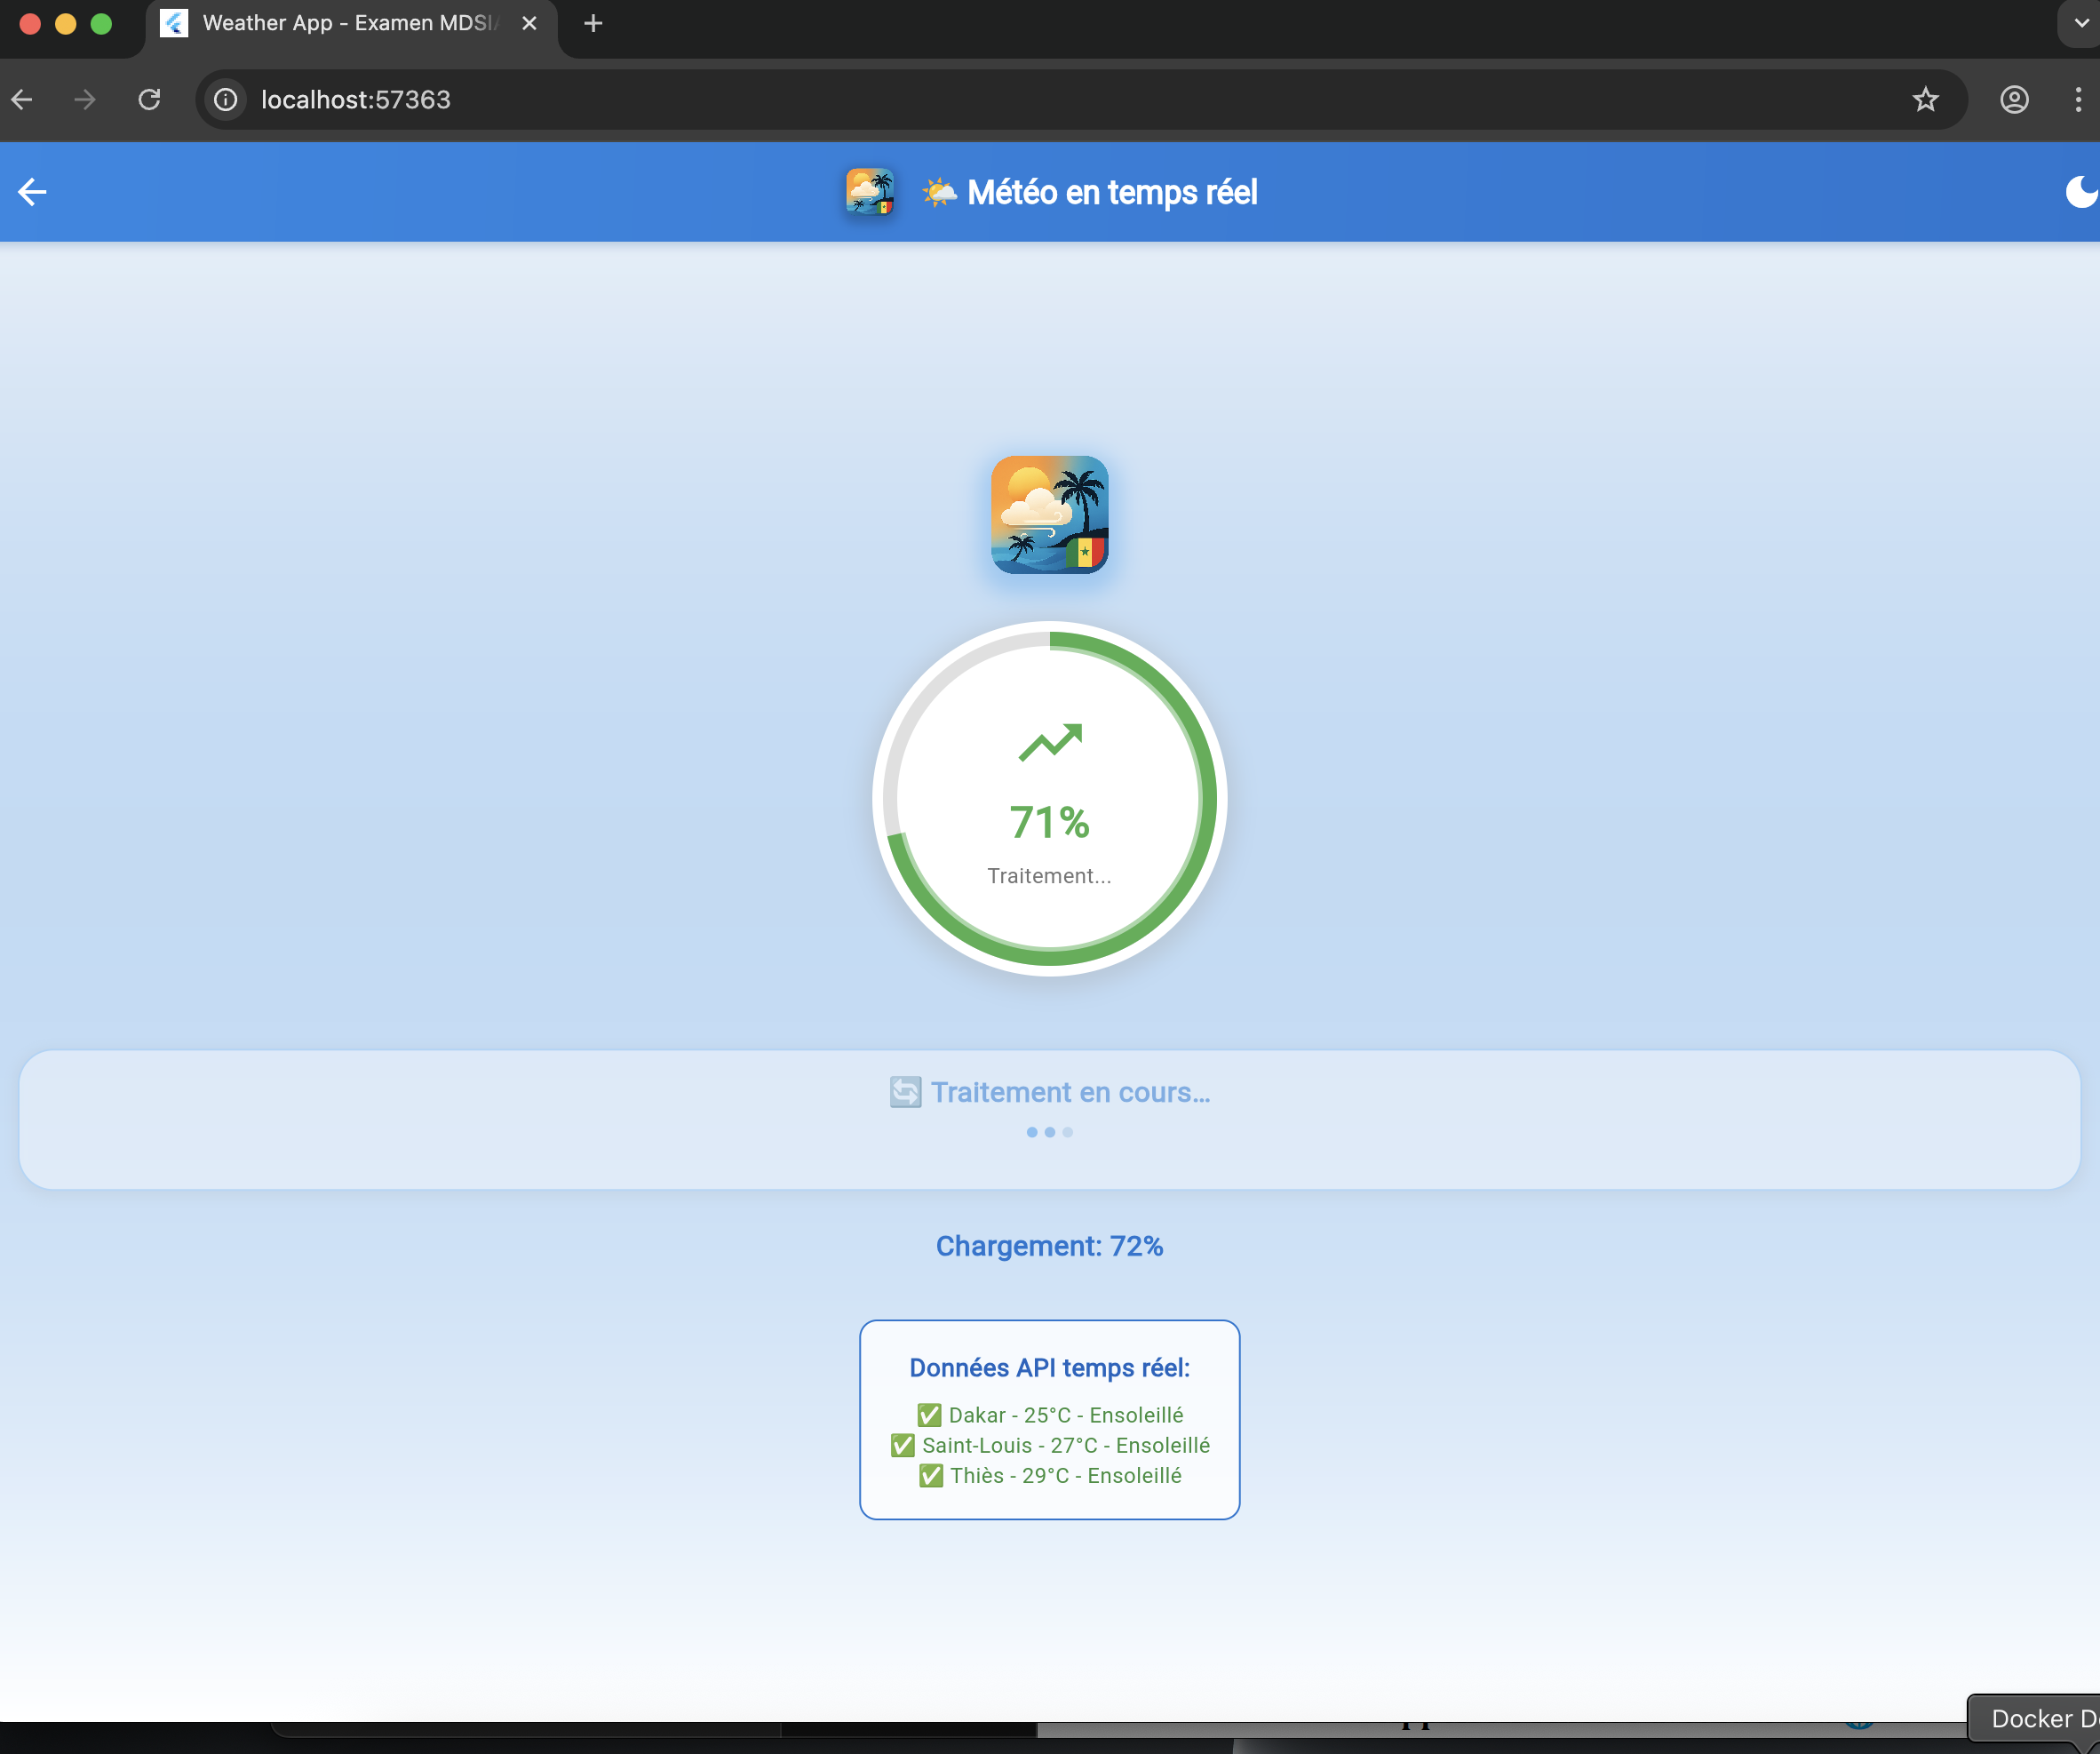 Weather App - Examen MDSI
localhost:57363
🌤️ Météo en temps réel
71%
Traitement...
🔄 Traitement en cours...
Chargement: 72%
Données API temps réel:
✅ Dakar - 25°C - Ensoleillé
✅ Saint-Louis - 27°C - Ensoleillé
✅ Thiès - 29°C - Ensoleillé
Docker D